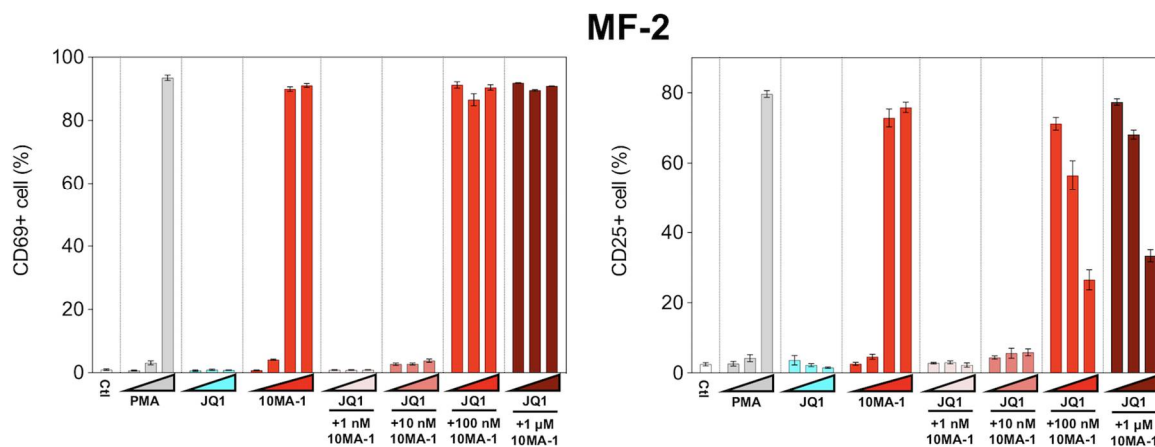 MF-2
CD69+ cell (%)
100
80
60
40
20
0
Ctl
PMA
JQ1
10MA-1
JQ1
+1 nM
10MA-1
JQ1
+10 nM
10MA-1
JQ1
+100 nM
10MA-1
JQ1
+1 µM
10MA-1
CD25+ cell (%)
80
60
40
20
0
Ctl
PMA
JQ1
10MA-1
JQ1
+1 nM
10MA-1
JQ1
+10 nM
10MA-1
JQ1
+100 nM
10MA-1
JQ1
+1 µM
10MA-1